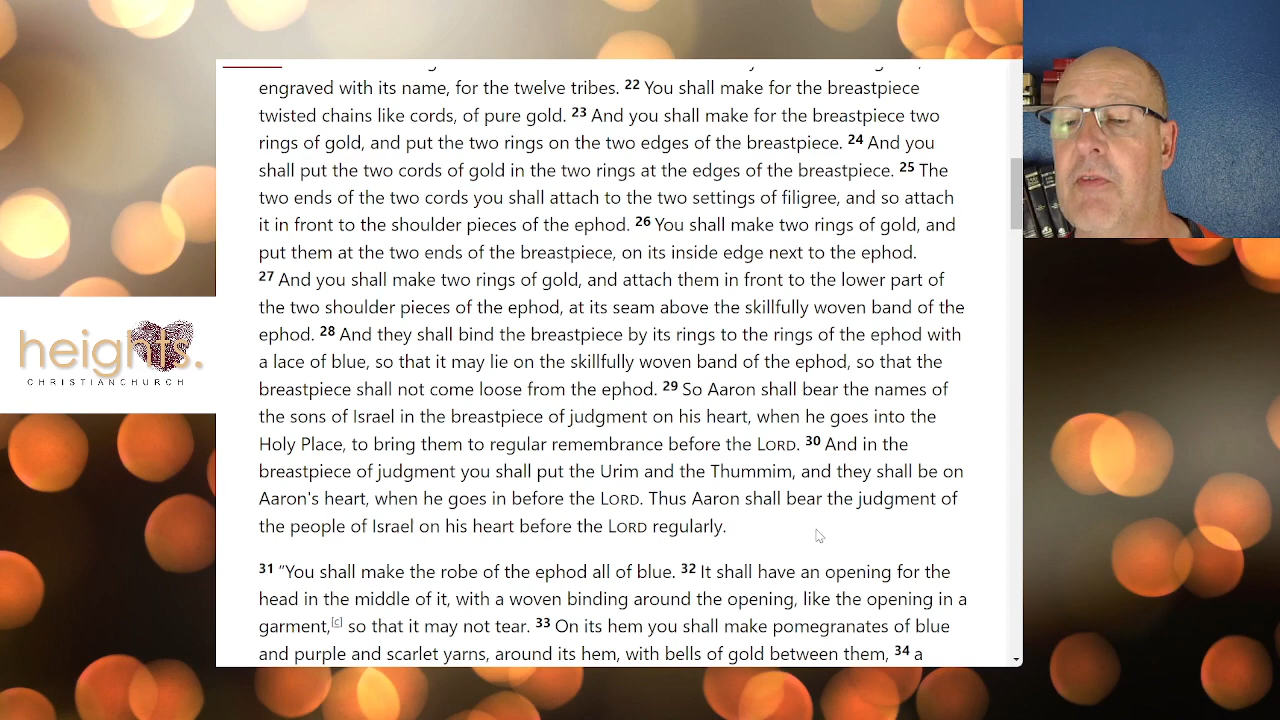 engraved with its name, for the twelve tribes. 22 You shall make for the breastpiece
twisted chains like cords, of pure gold. 23 And you shall make for the breastpiece two
rings of gold, and put the two rings on the two edges of the breastpiece. 24 And you
shall put the two cords of gold in the two rings at the edges of the breastpiece. 25 The
two ends of the two cords you shall attach to the two settings of filigree, and so attach
it in front to the shoulder pieces of the ephod. 26 You shall make two rings of gold, and
put them at the two ends of the breastpiece, on its inside edge next to the ephod.
27 And you shall make two rings of gold, and attach them in front to the lower part of
the two shoulder pieces of the ephod, at its seam above the skillfully woven band of the
ephod. 28 And they shall bind the breastpiece by its rings to the rings of the ephod with
a lace of blue, so that it may lie on the skillfully woven band of the ephod, so that the
breastpiece shall not come loose from the ephod. 29 So Aaron shall bear the names of
the sons of Israel in the breastpiece of judgment on his heart, when he goes into the
Holy Place, to bring them to regular remembrance before the LORD. 30 And in the
breastpiece of judgment you shall put the Urim and the Thummim, and they shall be on
Aaron's heart, when he goes in before the LORD. Thus Aaron shall bear the judgment of
the people of Israel on his heart before the LORD regularly.
31 "You shall make the robe of the ephod all of blue. 32 It shall have an opening for the
head in the middle of it, with a woven binding around the opening, like the opening in a
garment,[c] so that it may not tear. 33 On its hem you shall make pomegranates of blue
and purple and scarlet yarns, around its hem, with bells of gold between them, 34 a
heights.
CHRISTIANCHURCH